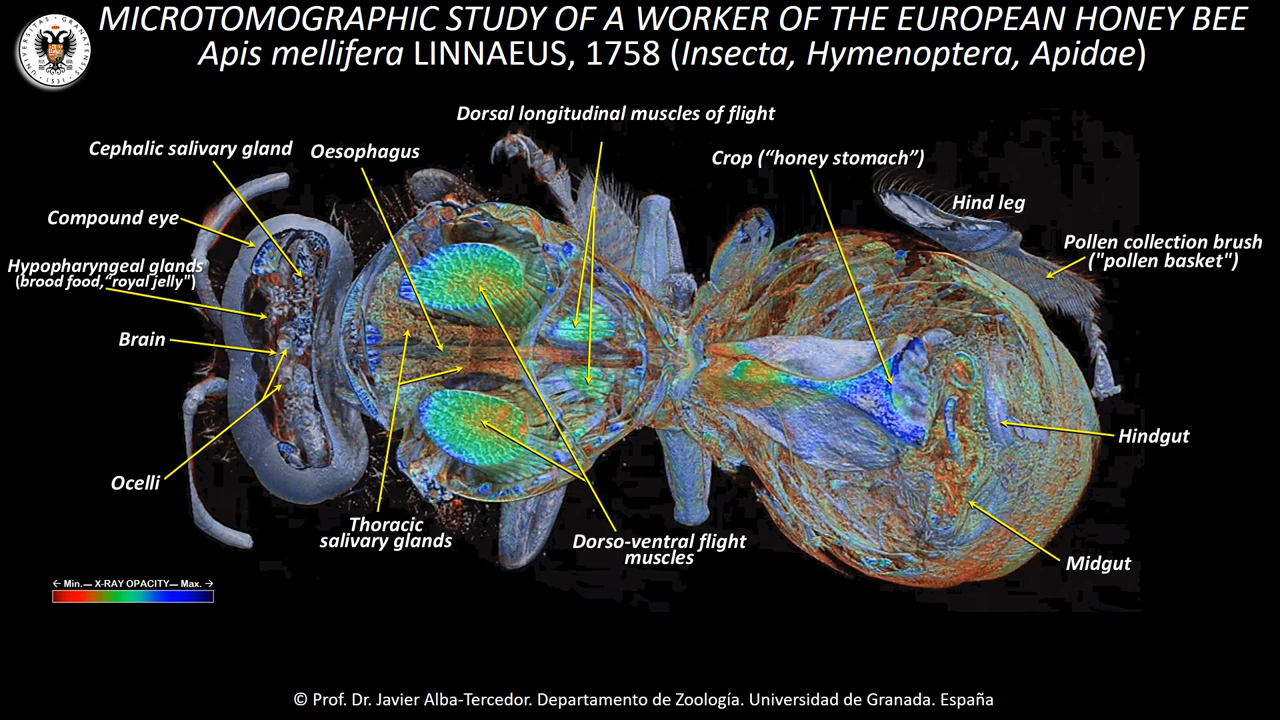 MICROTOMOGRAPHIC STUDY OF A WORKER OF THE EUROPEAN HONEY BEE
Apis mellifera LINNAEUS, 1758 (Insecta, Hymenoptera, Apidae)
Dorsal longitudinal muscles of flight
Cephalic salivary gland
Oesophagus
Crop (“honey stomach”)
Hind leg
Compound eye
Pollen collection brush
("pollen basket")
Hypopharyngeal glands
(brood food,“royal jelly")
Brain
Hindgut
Ocelli
Thoracic
salivary glands
Dorso-ventral flight
muscles
Midgut
← Min.— X-RAY OPACITY— Max. →
© Prof. Dr. Javier Alba-Tercedor. Departamento de Zoología. Universidad de Granada. España